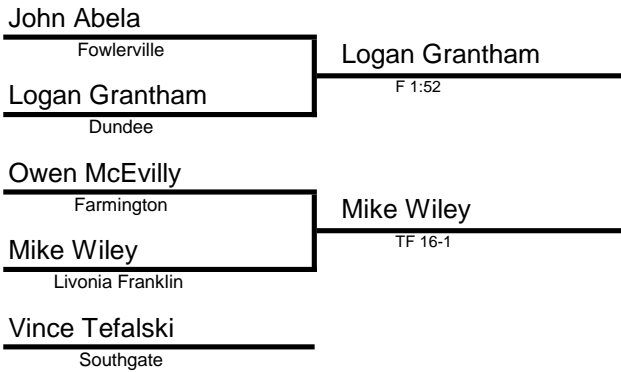 John Abela
Fowlerville
Logan Grantham
F 1:52
Logan Grantham
Dundee
Owen McEvilly
Farmington
Mike Wiley
TF 16-1
Mike Wiley
Livonia Franklin
Vince Tefalski
Southgate